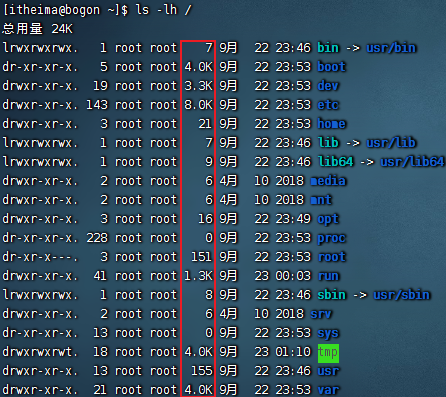 [itheima@bogon ~]$ ls -lh /
总用量 24K
lrwxrwxrwx.   1 root root    7 9月  22 23:46 bin -> usr/bin
dr-xr-xr-x.   5 root root 4.0K 9月  22 23:53 boot
drwxr-xr-x.  19 root root 3.3K 9月  22 23:53 dev
drwxr-xr-x. 143 root root 8.0K 9月  22 23:53 etc
drwxr-xr-x.   3 root root   21 9月  22 23:53 home
lrwxrwxrwx.   1 root root    7 9月  22 23:46 lib -> usr/lib
lrwxrwxrwx.   1 root root    9 9月  22 23:46 lib64 -> usr/lib64
drwxr-xr-x.   2 root root    6 4月  10 2018 media
drwxr-xr-x.   2 root root    6 4月  10 2018 mnt
drwxr-xr-x.   3 root root   16 9月  22 23:49 opt
dr-xr-xr-x. 228 root root    0 9月  22 23:53 proc
dr-xr-x---.   3 root root  151 9月  22 23:53 root
drwxr-xr-x.  41 root root 1.3K 9月  23 00:03 run
lrwxrwxrwx.   1 root root    8 9月  22 23:46 sbin -> usr/sbin
drwxr-xr-x.   2 root root    6 4月  10 2018 srv
dr-xr-xr-x.  13 root root    0 9月  22 23:53 sys
drwxrwxrwt.  18 root root 4.0K 9月  23 01:10 tmp
drwxr-xr-x.  13 root root  155 9月  22 23:46 usr
drwxr-xr-x.  21 root root 4.0K 9月  22 23:53 var